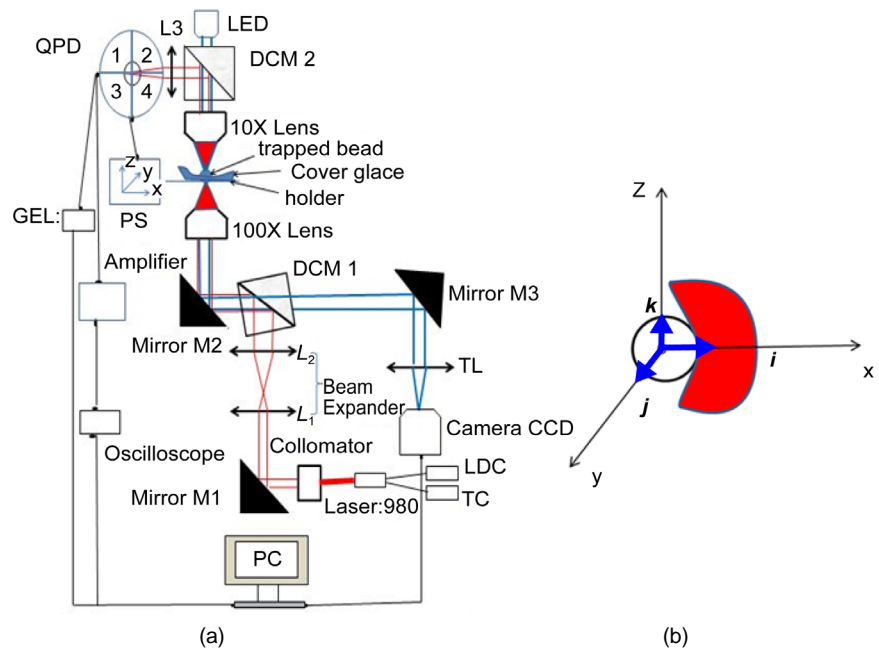 LED
L3
QPD
1 2
3 4
DCM 2
10X Lens
trapped bead
Cover glace
holder
z
y
x
PS
GEL:
100X Lens
Amplifier
DCM 1
Mirror M3
Mirror M2
L2
TL
Beam
Expander
L1
Camera CCD
Oscilloscope
Collomator
LDC
Mirror M1
TC
Laser:980
PC
(a)
Z
k
i
x
j
y
(b)